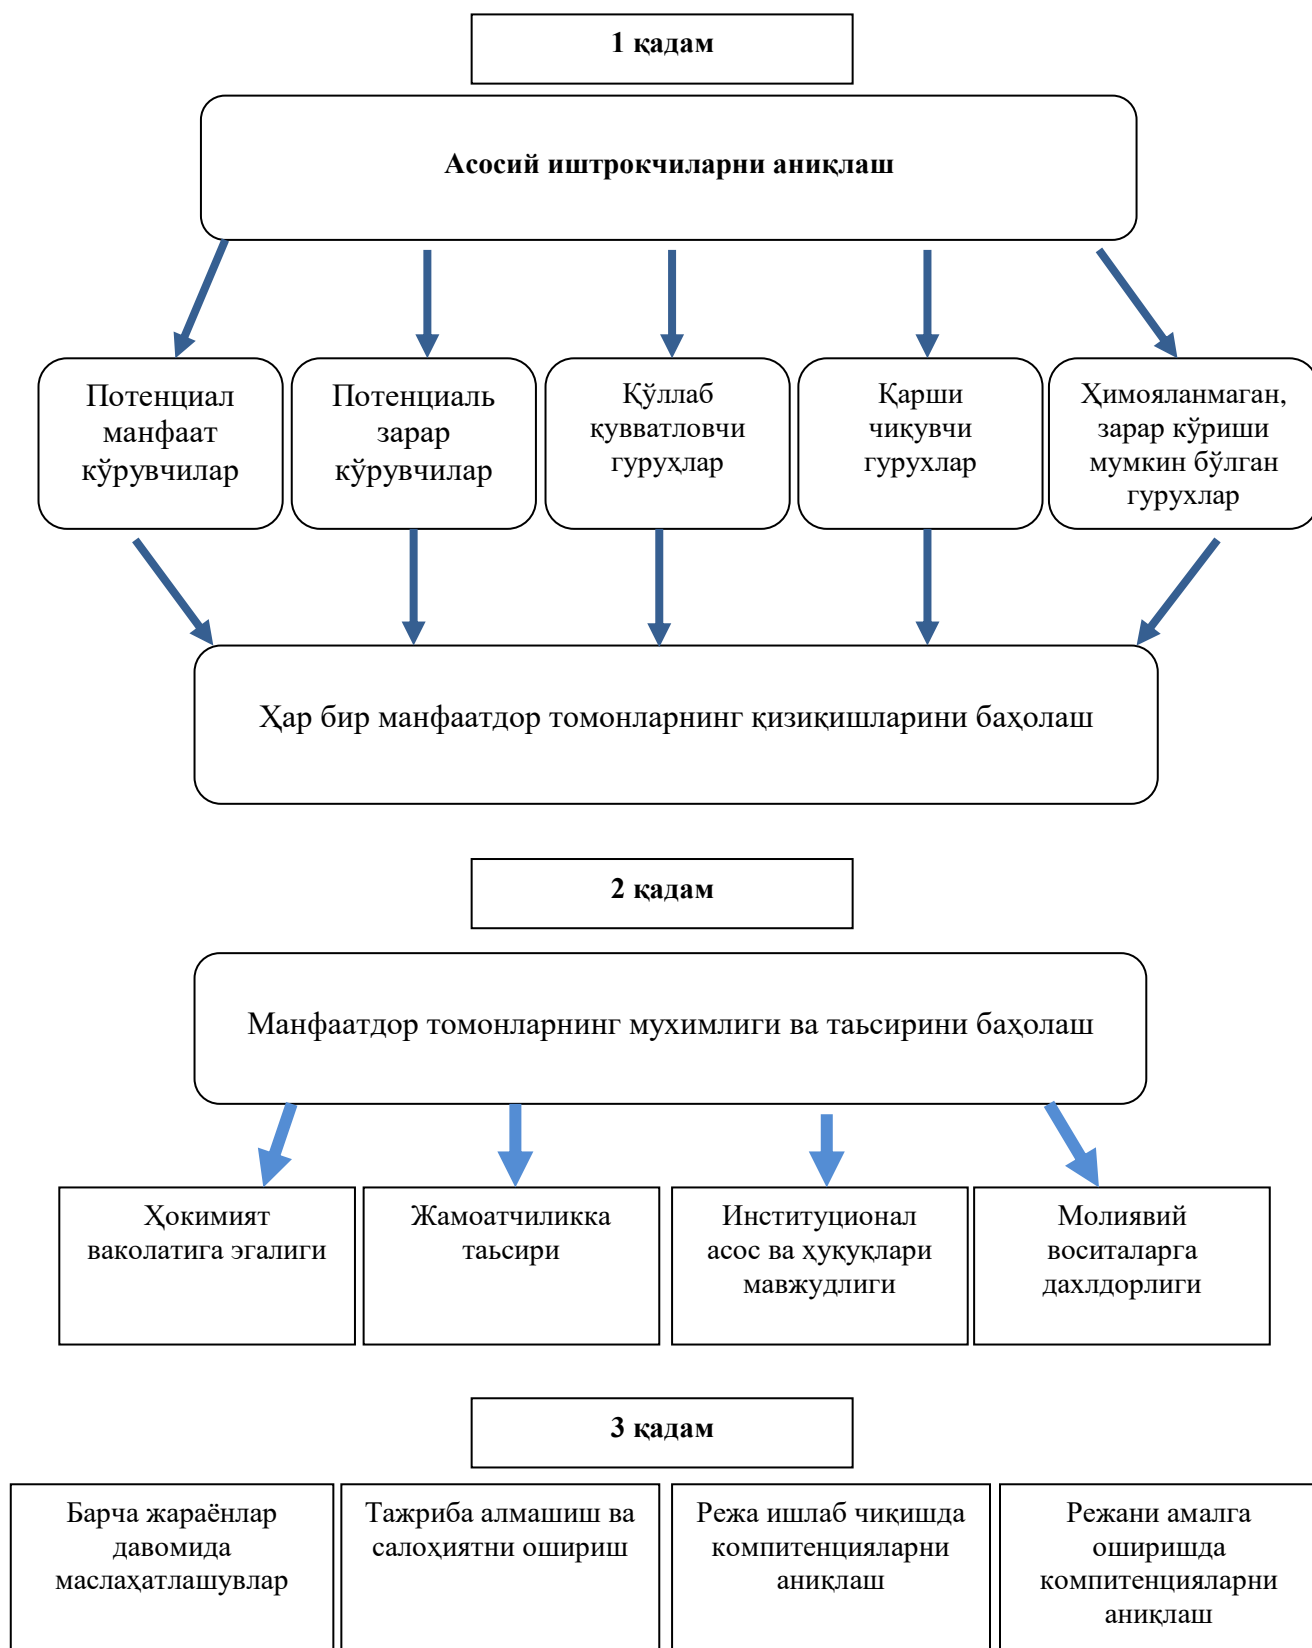 1 қадам
Асосий иштрокчиларни аниқлаш
Потенциал
манфаат
кўрувчилар
Потенциаль
зарар
кўрувчилар
Қўллаб
қувватловчи
гуруҳлар
Қарши
чиқувчи
гурухлар
Ҳимояланмаган,
зарар кўриши
мумкин бўлган
гурухлар
Ҳар бир манфаатдор томонларнинг қизиқишларини баҳолаш
2 қадам
Манфаатдор томонларнинг мухимлиги ва таьсирини баҳолаш
Ҳокимият
ваколатига эгалиги
Жамоатчиликка
таьсири
Институционал
асос ва ҳуқуқлари
мавжудлиги
Молиявий
воситаларга
дахлдорлиги
3 қадам
Барча жараёнлар
давомида
маслаҳатлашувлар
Тажриба алмашиш ва
салоҳиятни ошириш
Режа ишлаб чиқишда
компитенцияларни
аниқлаш
Режани амалга
оширишда
компитенцияларни
аниқлаш